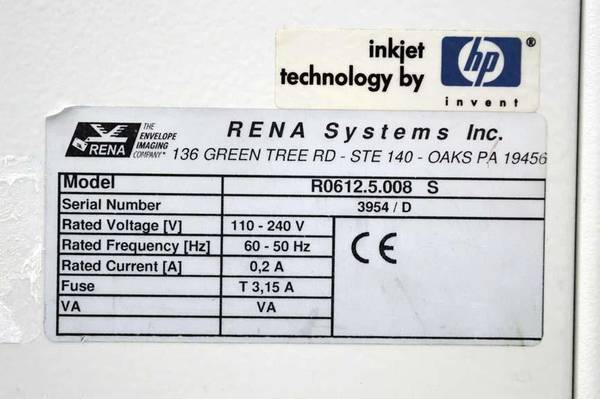 inkjet
technology by hp ®
invent
RENA THE ENVELOPE IMAGING COMPANY
RENA Systems Inc.
136 GREEN TREE RD - STE 140 - OAKS PA 19456
Model R0612.5.008 S
Serial Number 3954 / D
Rated Voltage [V] 110 - 240 V
Rated Frequency [Hz] 60 - 50 Hz
Rated Current [A] 0,2 A
Fuse T 3,15 A
VA VA
CE